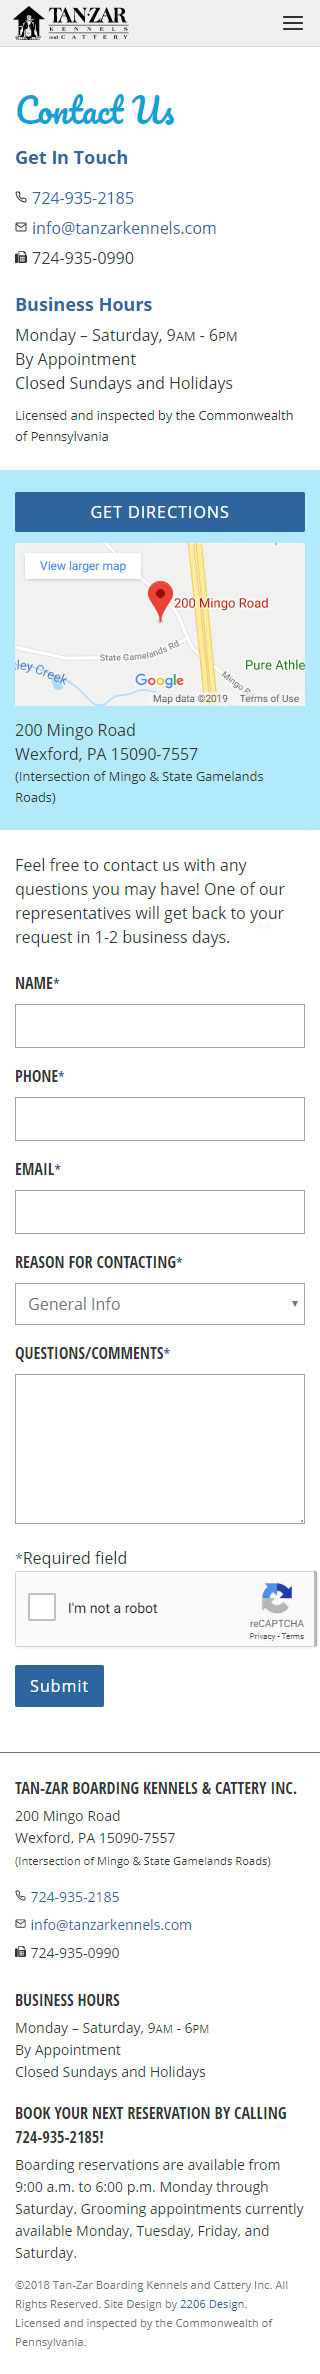 TAN-ZAR
KENNELS
and CATTERY
Contact Us
Get In Touch
724-935-2185
info@tanzarkennels.com
724-935-0990
Business Hours
Monday – Saturday, 9AM - 6PM
By Appointment
Closed Sundays and Holidays
Licensed and inspected by the Commonwealth
of Pennsylvania
GET DIRECTIONS
View larger map
200 Mingo Road
State Gamelands Rd
ley Creek
Pure Athle
Mingo R
Google
Map data ©2019 Terms of Use
200 Mingo Road
Wexford, PA 15090-7557
(Intersection of Mingo & State Gamelands
Roads)
Feel free to contact us with any
questions you may have! One of our
representatives will get back to your
request in 1-2 business days.
NAME*
PHONE*
EMAIL*
REASON FOR CONTACTING*
General Info
QUESTIONS/COMMENTS*
*Required field
I'm not a robot
reCAPTCHA
Privacy - Terms
Submit
TAN-ZAR BOARDING KENNELS & CATTERY INC.
200 Mingo Road
Wexford, PA 15090-7557
(Intersection of Mingo & State Gamelands Roads)
724-935-2185
info@tanzarkennels.com
724-935-0990
BUSINESS HOURS
Monday – Saturday, 9AM - 6PM
By Appointment
Closed Sundays and Holidays
BOOK YOUR NEXT RESERVATION BY CALLING
724-935-2185!
Boarding reservations are available from
9:00 a.m. to 6:00 p.m. Monday through
Saturday. Grooming appointments currently
available Monday, Tuesday, Friday, and
Saturday.
©2018 Tan-Zar Boarding Kennels and Cattery Inc. All
Rights Reserved. Site Design by 2206 Design.
Licensed and inspected by the Commonwealth of
Pennsylvania.